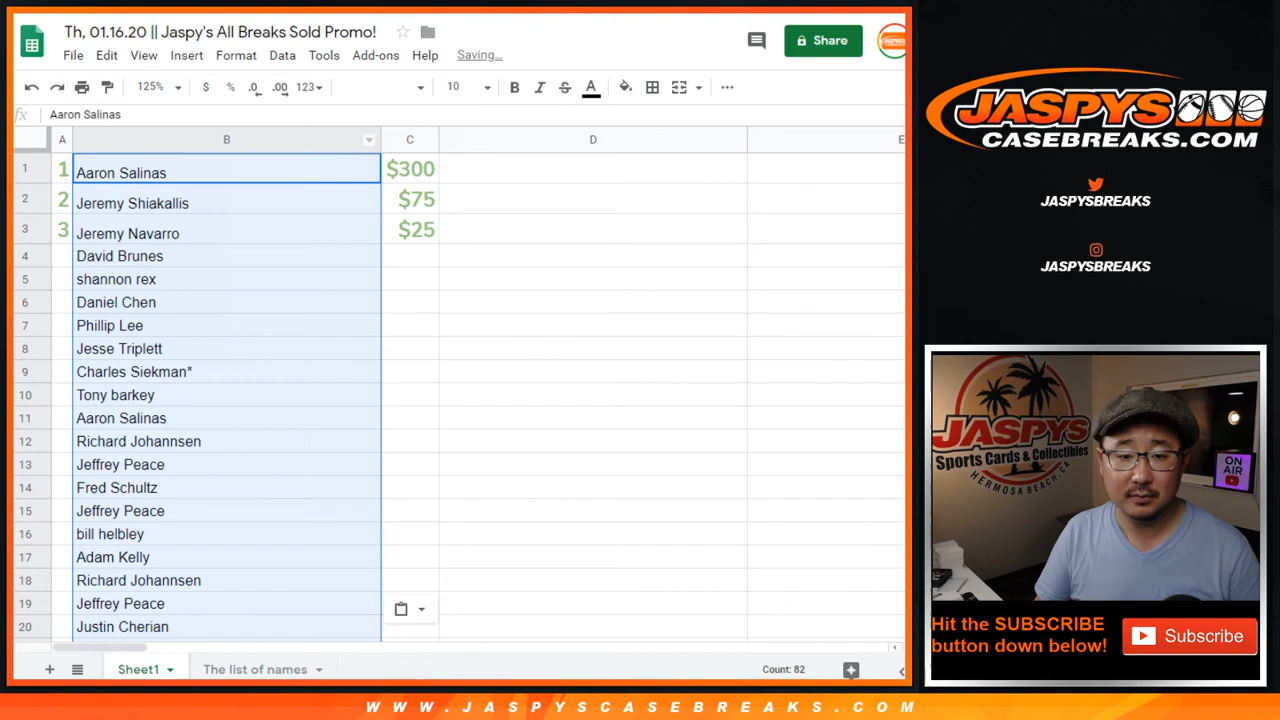 Th, 01.16.20 || Jaspy's All Breaks Sold Promo!
File Edit View Insert Format Data Tools Add-ons Help Saving...
Share
125% $ % .0 .00 123 10 B I S A
fx Aaron Salinas
A B C D E
1 1 Aaron Salinas $300
2 2 Jeremy Shiakallis $75
3 3 Jeremy Navarro $25
4 David Brunes
5 shannon rex
6 Daniel Chen
7 Phillip Lee
8 Jesse Triplett
9 Charles Siekman*
10 Tony barkey
11 Aaron Salinas
12 Richard Johannsen
13 Jeffrey Peace
14 Fred Schultz
15 Jeffrey Peace
16 bill helbley
17 Adam Kelly
18 Richard Johannsen
19 Jeffrey Peace
20 Justin Cherian
Sheet1 The list of names Count: 82
JASPYS
CASEBREAKS.COM
JASPYSBREAKS
JASPYSBREAKS
JASPYS
Sports Cards & Collectibles
HERMOSA BEACH, CA
ON AIR
Hit the SUBSCRIBE
button down below!
Subscribe
WWW.JASPYSCASEBREAKS.COM